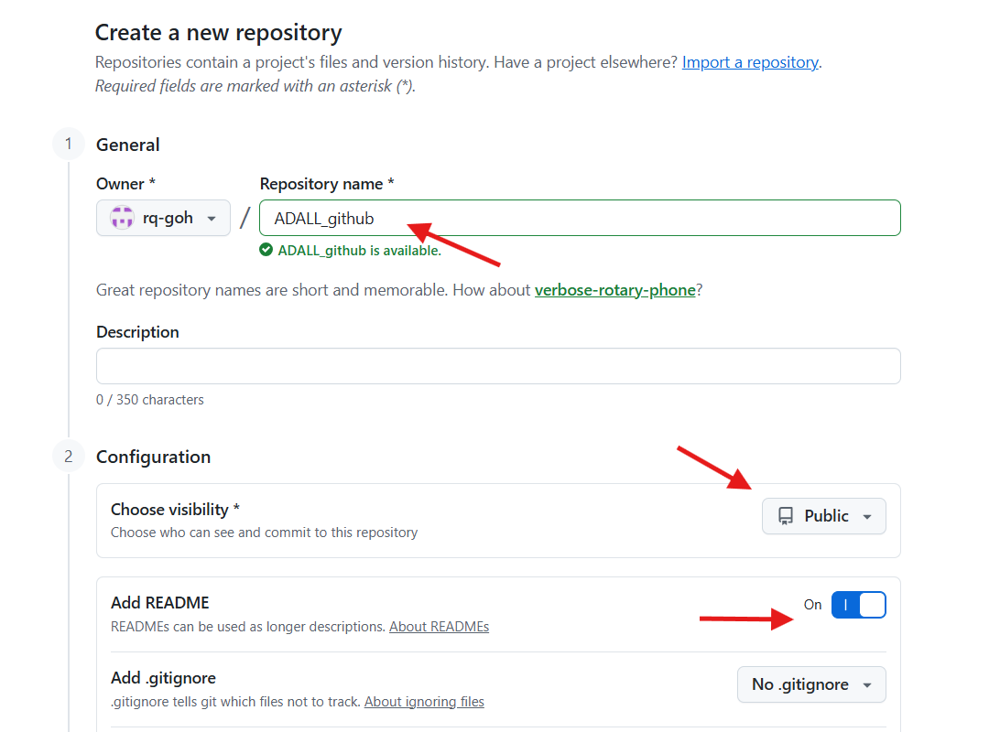 Create a new repository
Repositories contain a project's files and version history. Have a project elsewhere? Import a repository.
Required fields are marked with an asterisk (*).
1 General
Owner * Repository name *
rq-goh / ADALL_github
ADALL_github is available.
Great repository names are short and memorable. How about verbose-rotary-phone?
Description
0 / 350 characters
2 Configuration
Choose visibility *
Choose who can see and commit to this repository
Public
Add README
READMEs can be used as longer descriptions. About READMEs
On
Add .gitignore
.gitignore tells git which files not to track. About ignoring files
No .gitignore